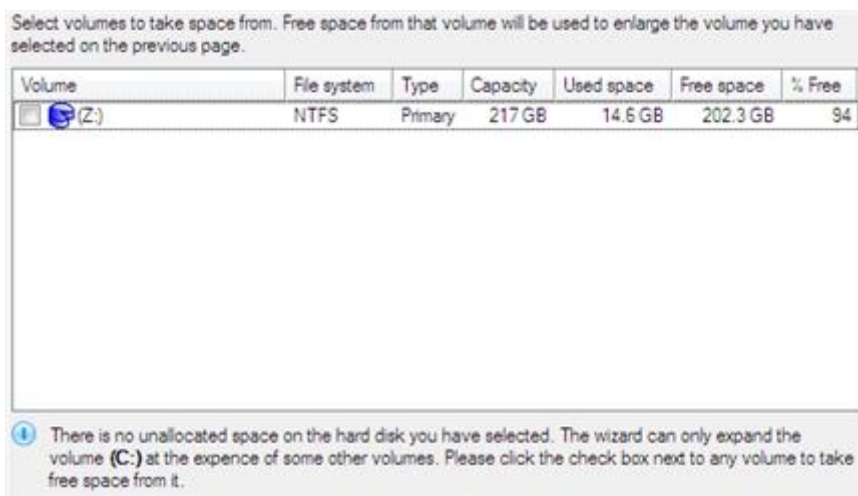 Select volumes to take space from. Free space from that volume will be used to enlarge the volume you have
selected on the previous page.
Volume File system Type Capacity Used space Free space % Free
(Z:) NTFS Primary 217 GB 14.6 GB 202.3 GB 94
There is no unallocated space on the hard disk you have selected. The wizard can only expand the
volume (C:) at the expence of some other volumes. Please click the check box next to any volume to take
free space from it.